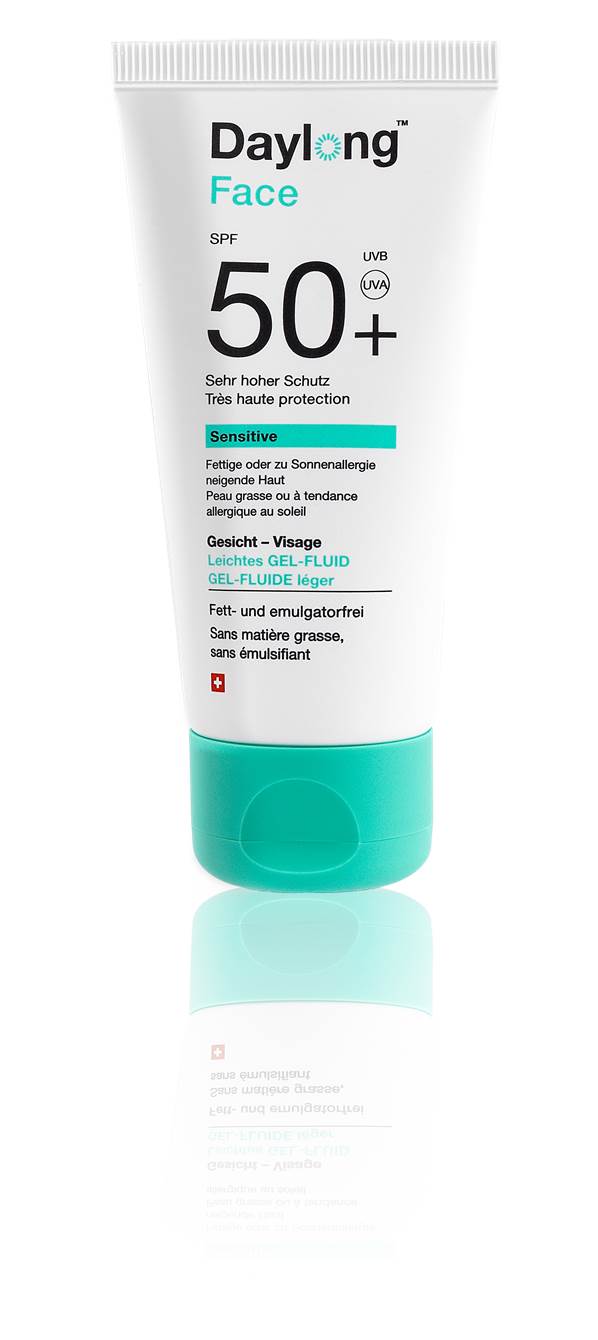 Daylong™
Face
SPF
50+
UVB
UVA
Sehr hoher Schutz
Très haute protection
Sensitive
Fettige oder zu Sonnenallergie
neigende Haut
Peau grasse ou à tendance
allergique au soleil
Gesicht – Visage
Leichtes GEL-FLUID
GEL-FLUIDE léger
Fett- und emulgatorfrei
Sans matière grasse,
sans émulsifiant